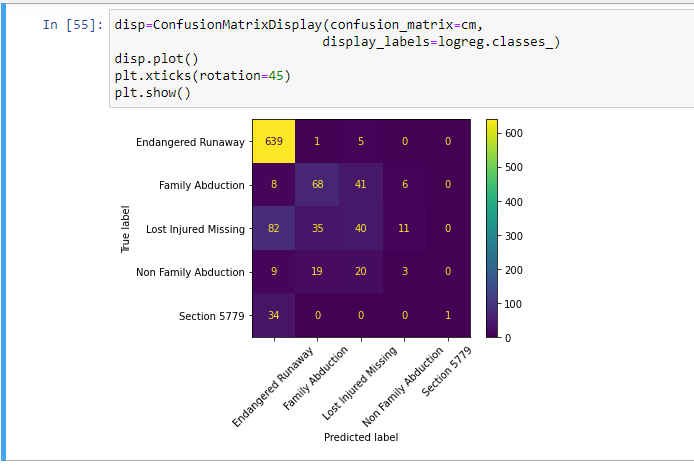 In [55]: disp=ConfusionMatrixDisplay(confusion_matrix=cm,
display_labels=logreg.classes_)
disp.plot()
plt.xticks(rotation=45)
plt.show()
Endangered Runaway 639 1 5 0 0
Family Abduction 8 68 41 6 0
Lost Injured Missing 82 35 40 11 0
Non Family Abduction 9 19 20 3 0
Section 5779 34 0 0 0 1
True label
Endangered Runaway
Family Abduction
Lost Injured Missing
Non Family Abduction
Section 5779
Predicted label
600
500
400
300
200
100
0